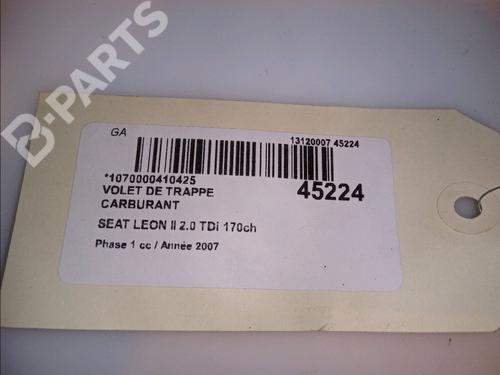 B-PARTS
GA
13120007 45224
*1070000410425
45224
VOLET DE TRAPPE
CARBURANT
SEAT LEON II 2.0 TDi 170ch
Phase 1 cc / Année 2007